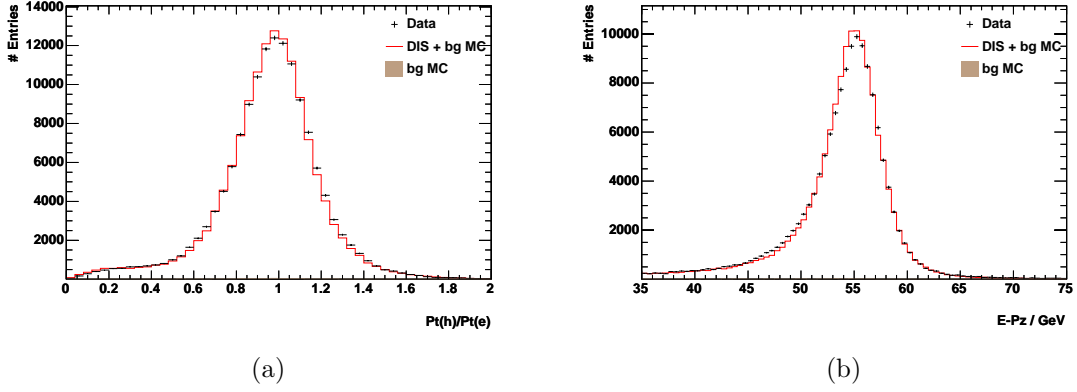 # Entries
14000
12000
10000
8000
6000
4000
2000
Data
DIS + bg MC
bg MC
0 0.2 0.4 0.6 0.8 1 1.2 1.4 1.6 1.8 2
Pt(h)/Pt(e)
(a)
# Entries
10000
8000
6000
4000
2000
Data
DIS + bg MC
bg MC
35 40 45 50 55 60 65 70 75
E-Pz / GeV
(b)